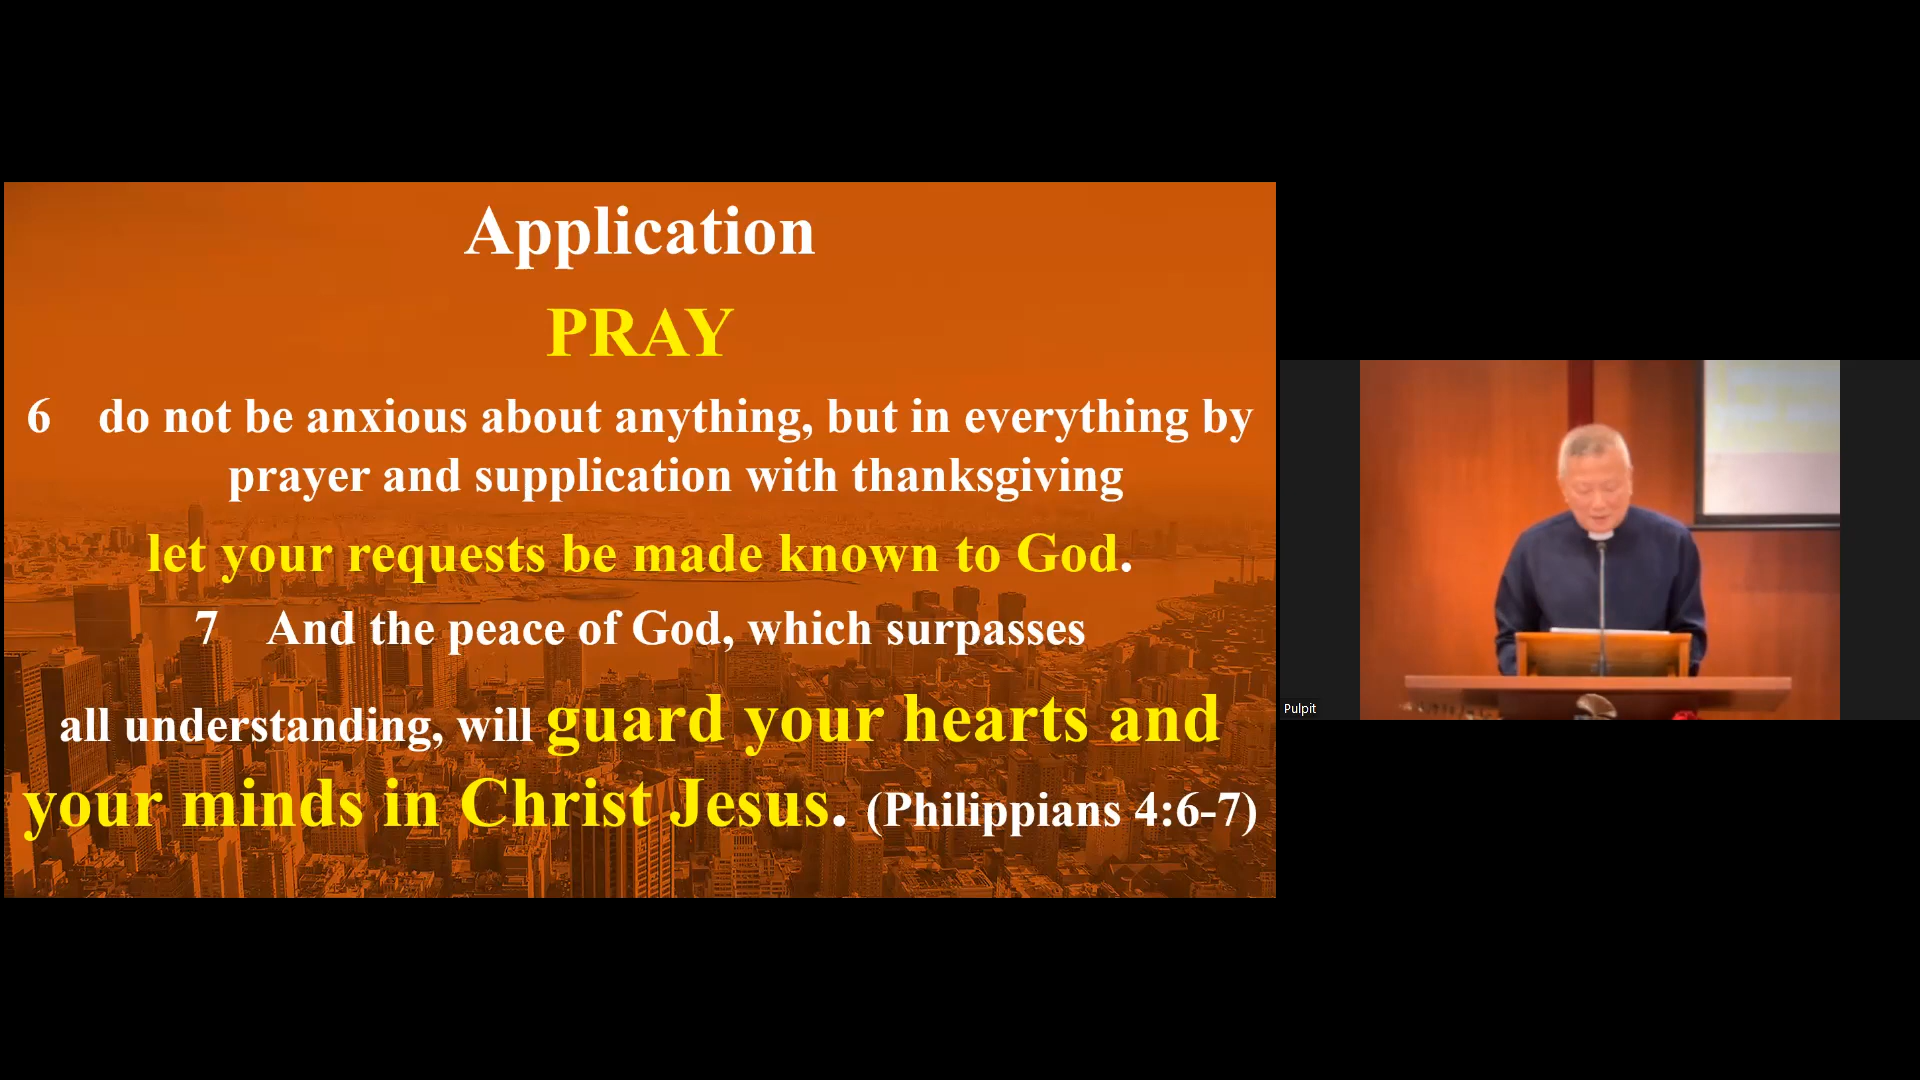 Application
PRAY
6 do not be anxious about anything, but in everything by
prayer and supplication with thanksgiving
let your requests be made known to God.
7 And the peace of God, which surpasses
all understanding, will guard your hearts and
your minds in Christ Jesus. (Philippians 4:6-7)
Pulpit